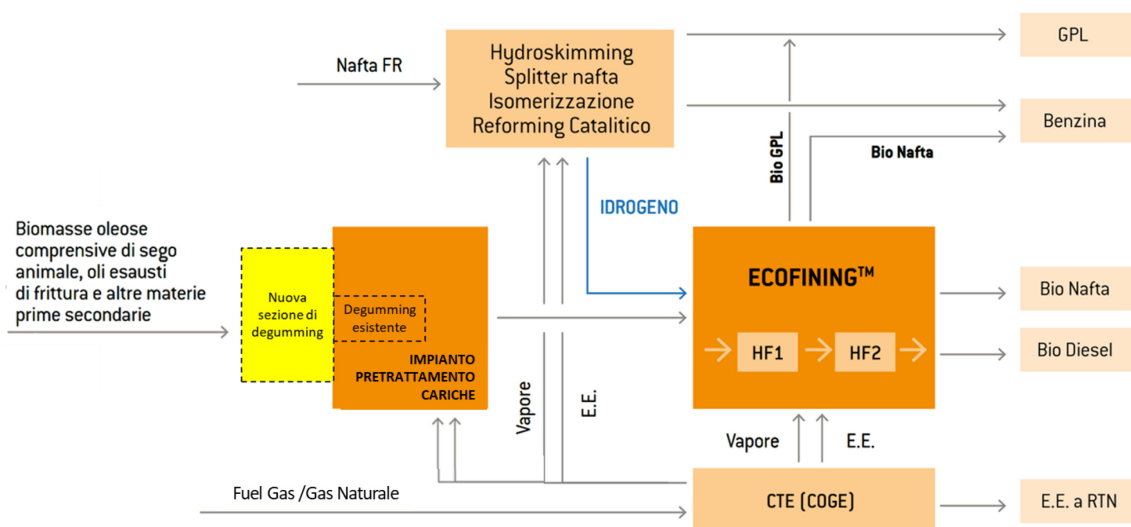 Nafta FR
Hydroskimming
Splitter nafta
Isomerizzazione
Reforming Catalitico
GPL
Benzina
Bio GPL
Bio Nafta
IDROGENO
Biomasse oleose
comprensive di sego
animale, oli esausti
di frittura e altre materie
prime secondarie
Nuova
sezione di
degumming
Degumming
esistente
IMPIANTO
PRETRATTAMENTO
CARICHE
Vapore
E.E.
ECOFINING™
HF1
HF2
Bio Nafta
Bio Diesel
Vapore
E.E.
Fuel Gas /Gas Naturale
CTE (COGE)
E.E. a RTN